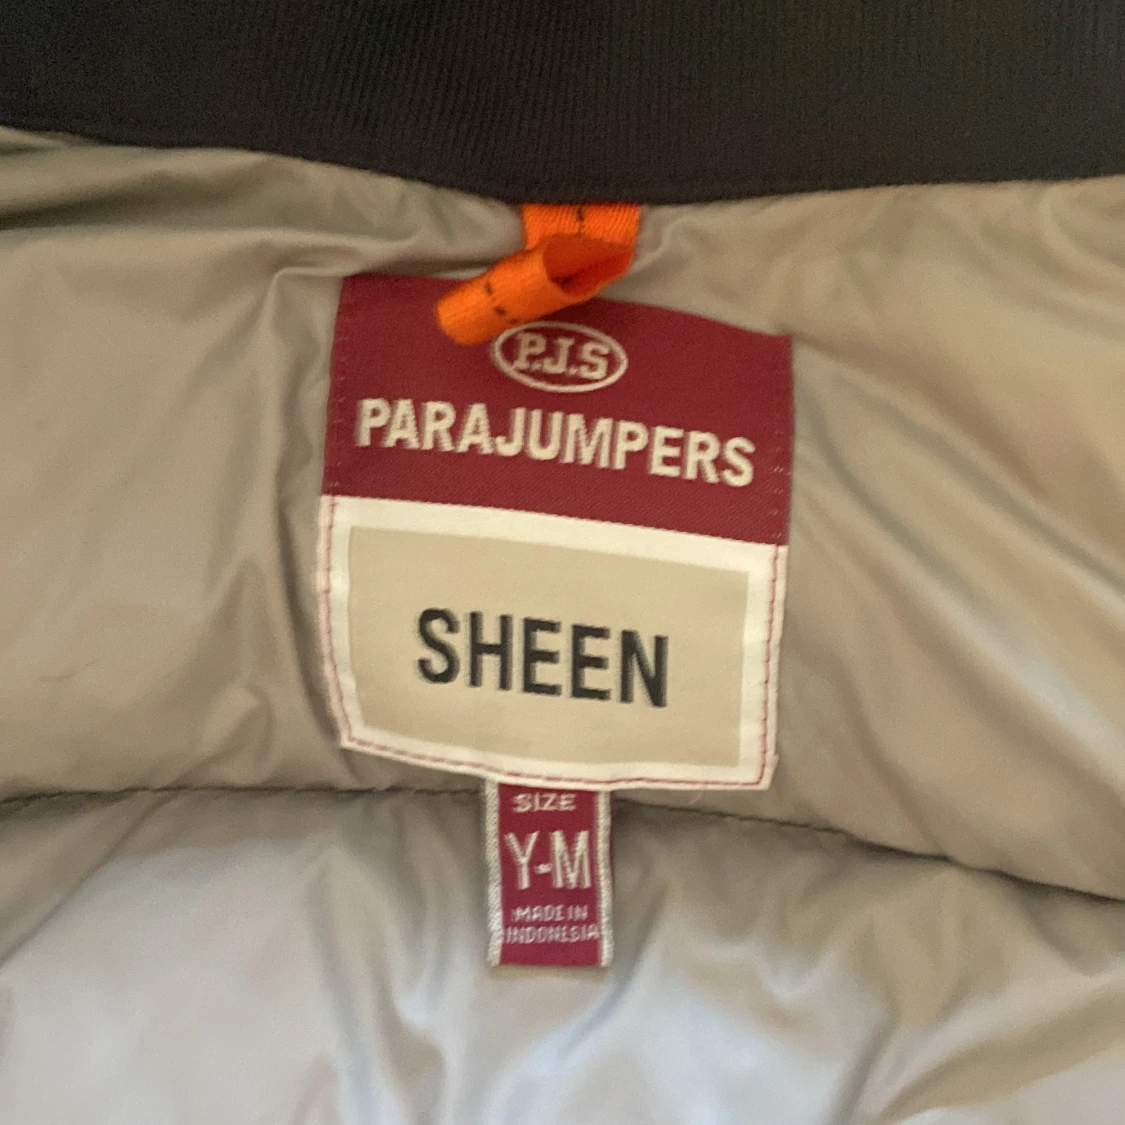 P.J.S
PARAJUMPERS
SHEEN
SIZE
Y-M
MADE IN
INDONESIA